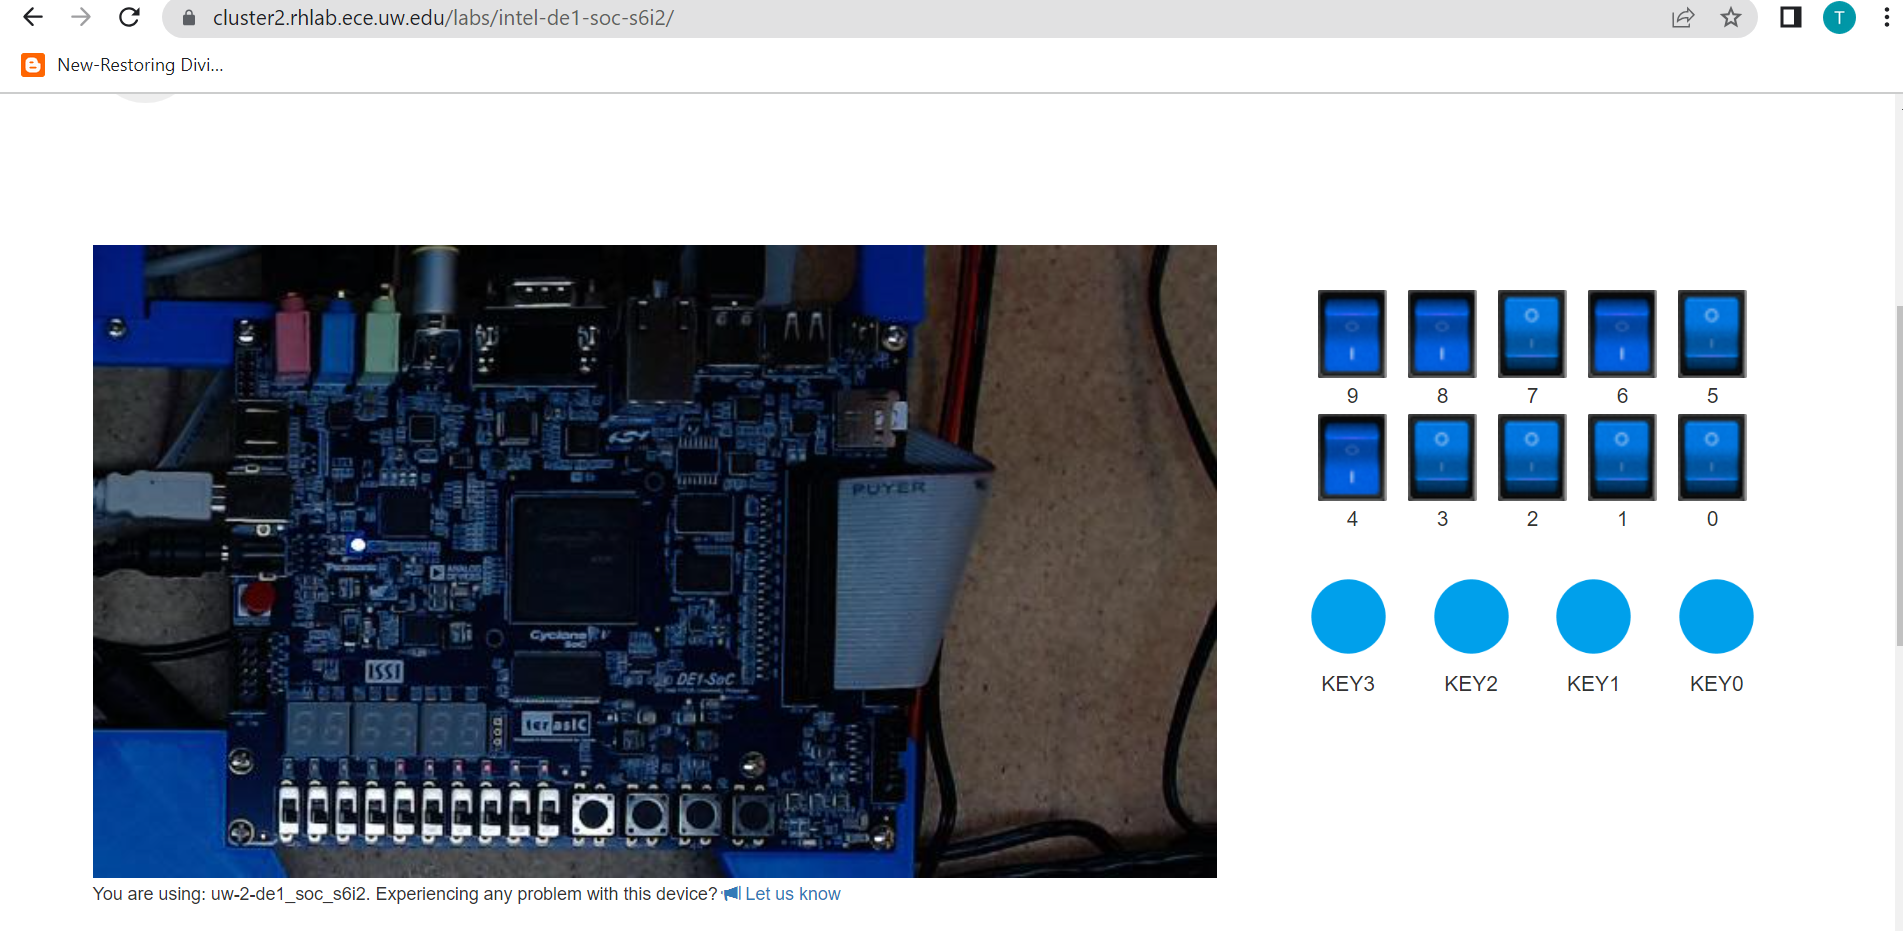 cluster2.rhlab.ece.uw.edu/labs/intel-de1-soc-s6i2/
T
New-Restoring Divi...
PUYER
ANALOG
DEVICES
Cyclone V
SoC
ISSI
DE1-SoC
terasIC
9 8 7 6 5
4 3 2 1 0
KEY3 KEY2 KEY1 KEY0
You are using: uw-2-de1_soc_s6i2. Experiencing any problem with this device? Let us know